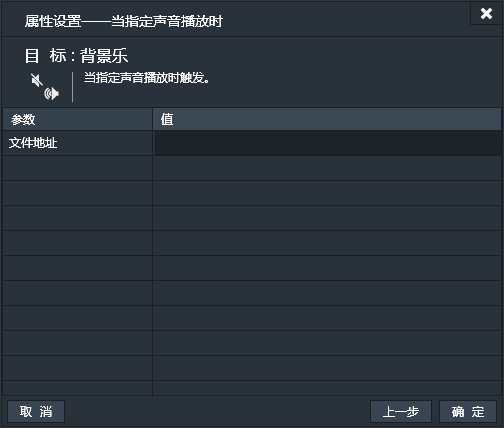 属性设置——当指定声音播放时
目 标 : 背景乐
当指定声音播放时触发。
参数 值
文件地址
取 消 上一步 确 定